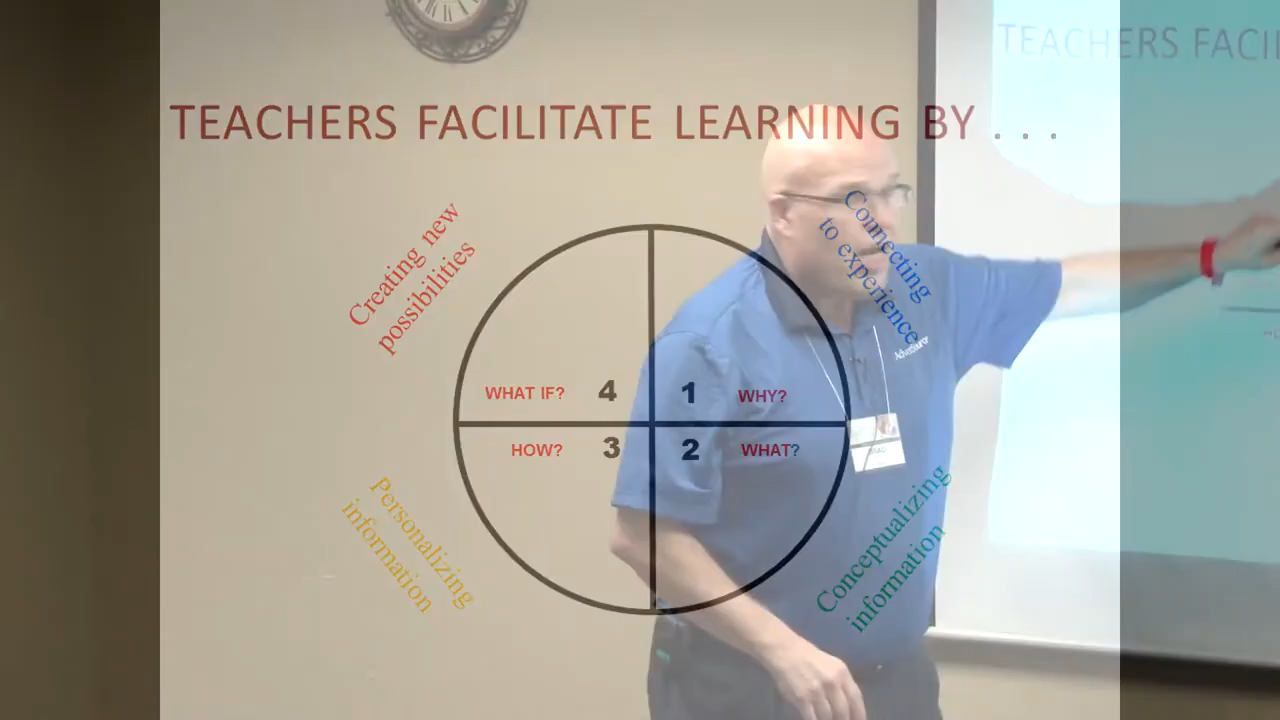 TEACHERS FACIL
TEACHERS FACILITATE LEARNING BY . . .
Creating new
possibilities
Connecting
to experience
WHAT IF? 4
1 WHY?
HOW? 3
2 WHAT?
Personalizing
information
Conceptualizing
information
AdventSource